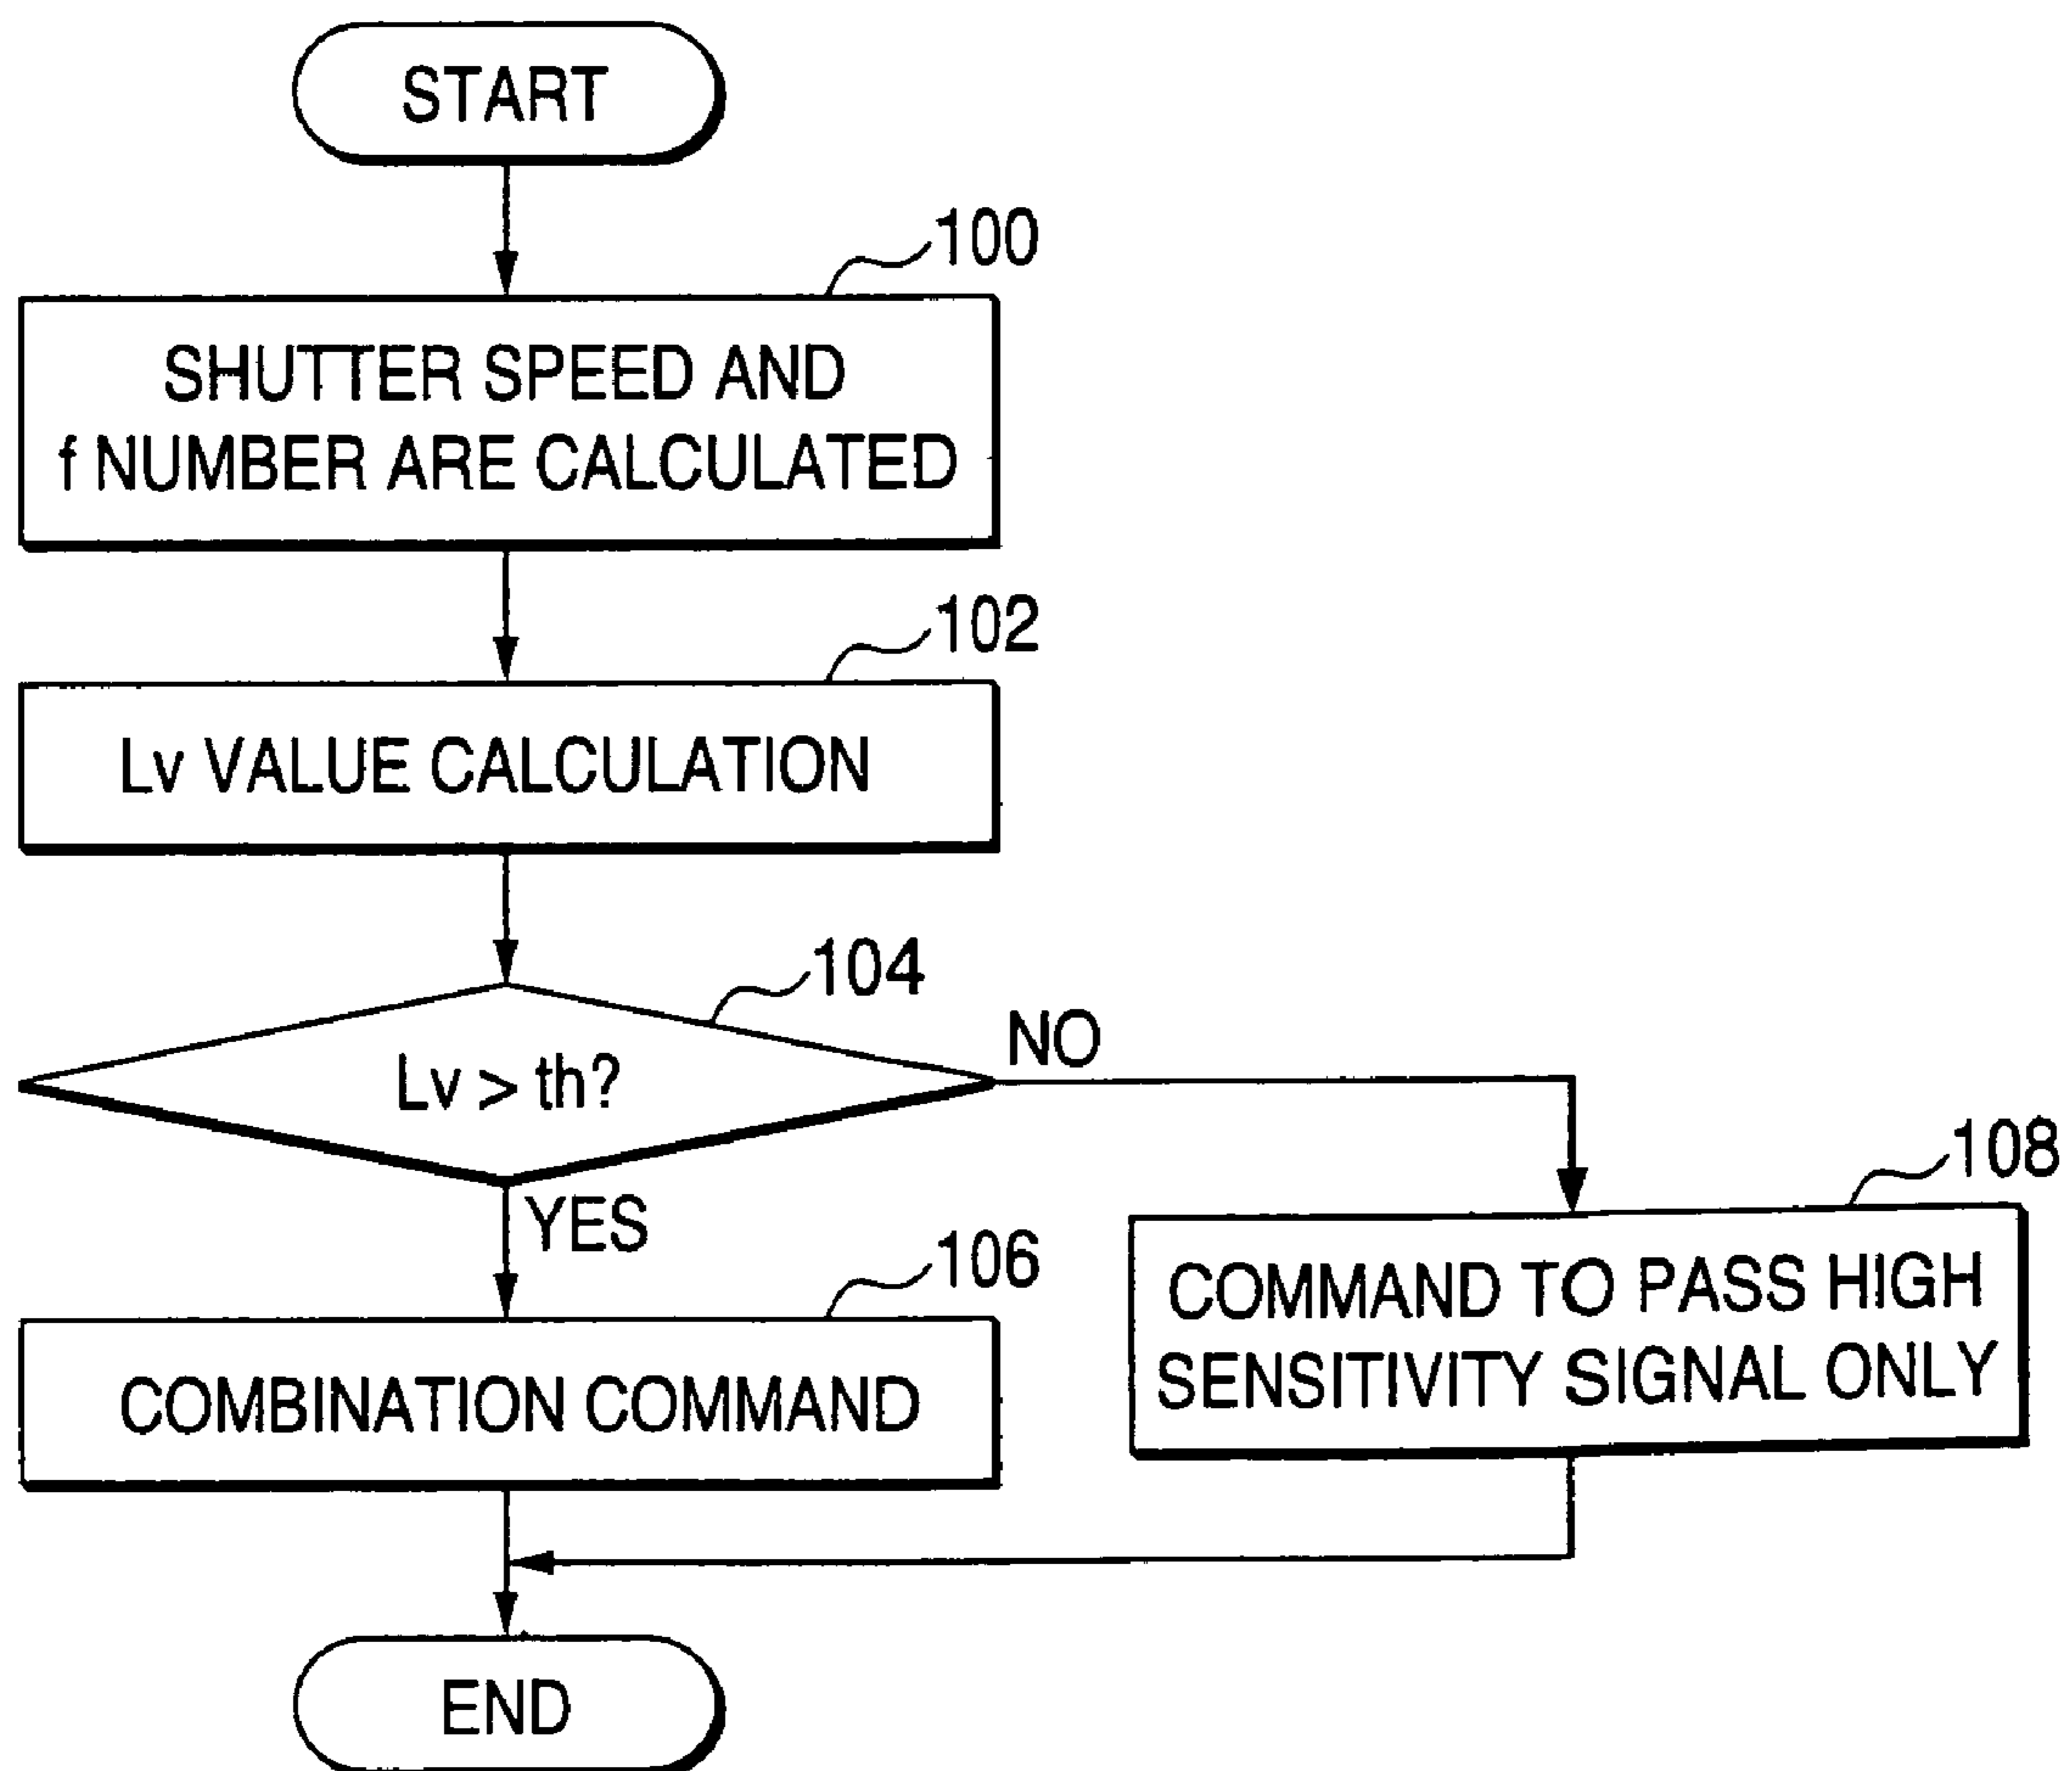 START
100
SHUTTER SPEED AND
f NUMBER ARE CALCULATED
102
Lv VALUE CALCULATION
104
Lv > th?
NO
YES
106
COMBINATION COMMAND
108
COMMAND TO PASS HIGH
SENSITIVITY SIGNAL ONLY
END